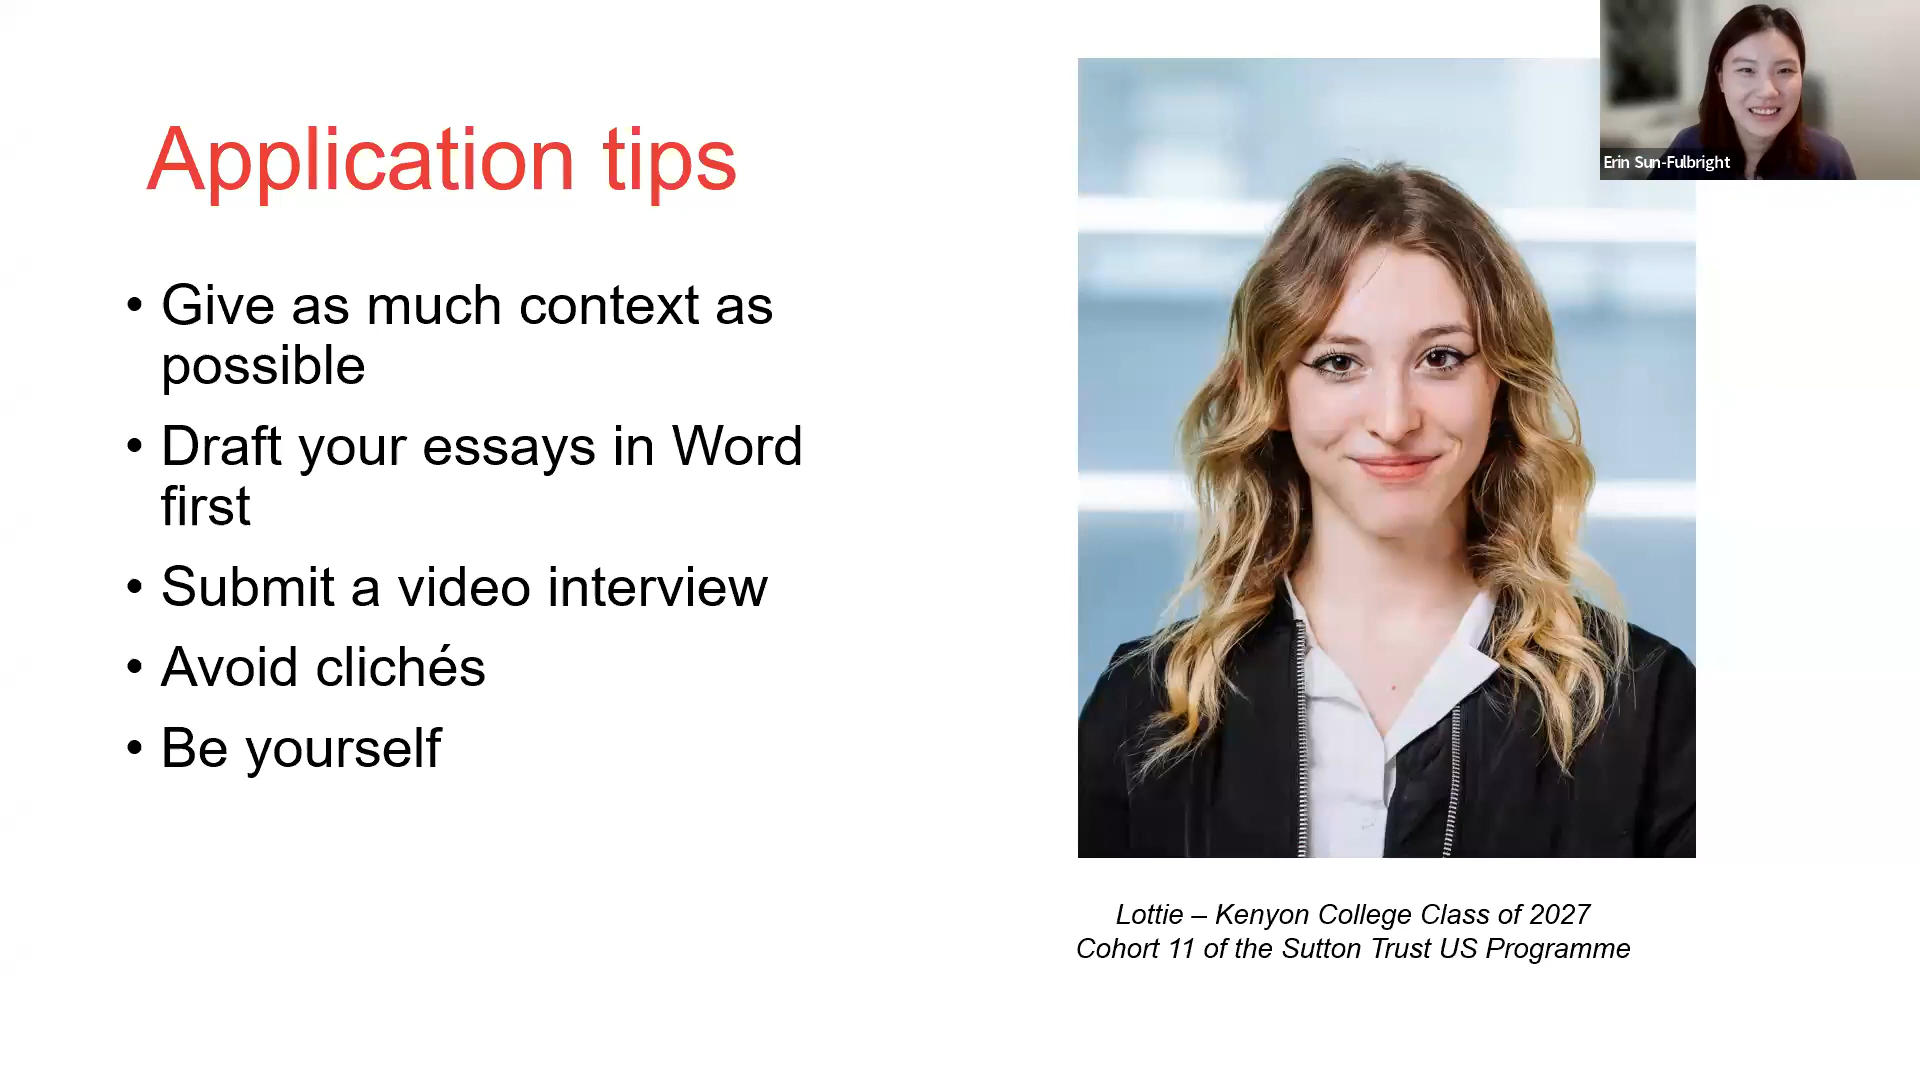 Application tips
• Give as much context as
possible
• Draft your essays in Word
first
• Submit a video interview
• Avoid clichés
• Be yourself
Erin Sun-Fulbright
Lottie – Kenyon College Class of 2027
Cohort 11 of the Sutton Trust US Programme